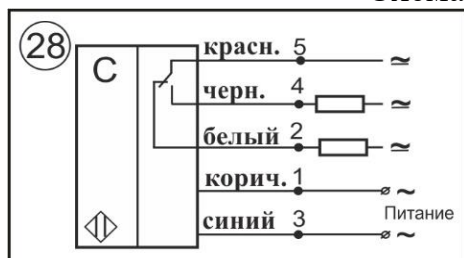 28
C
красн. 5 ≃
черн. 4 ≃
белый 2 ≃
корич. 1 ~
Питание
синий 3 ~